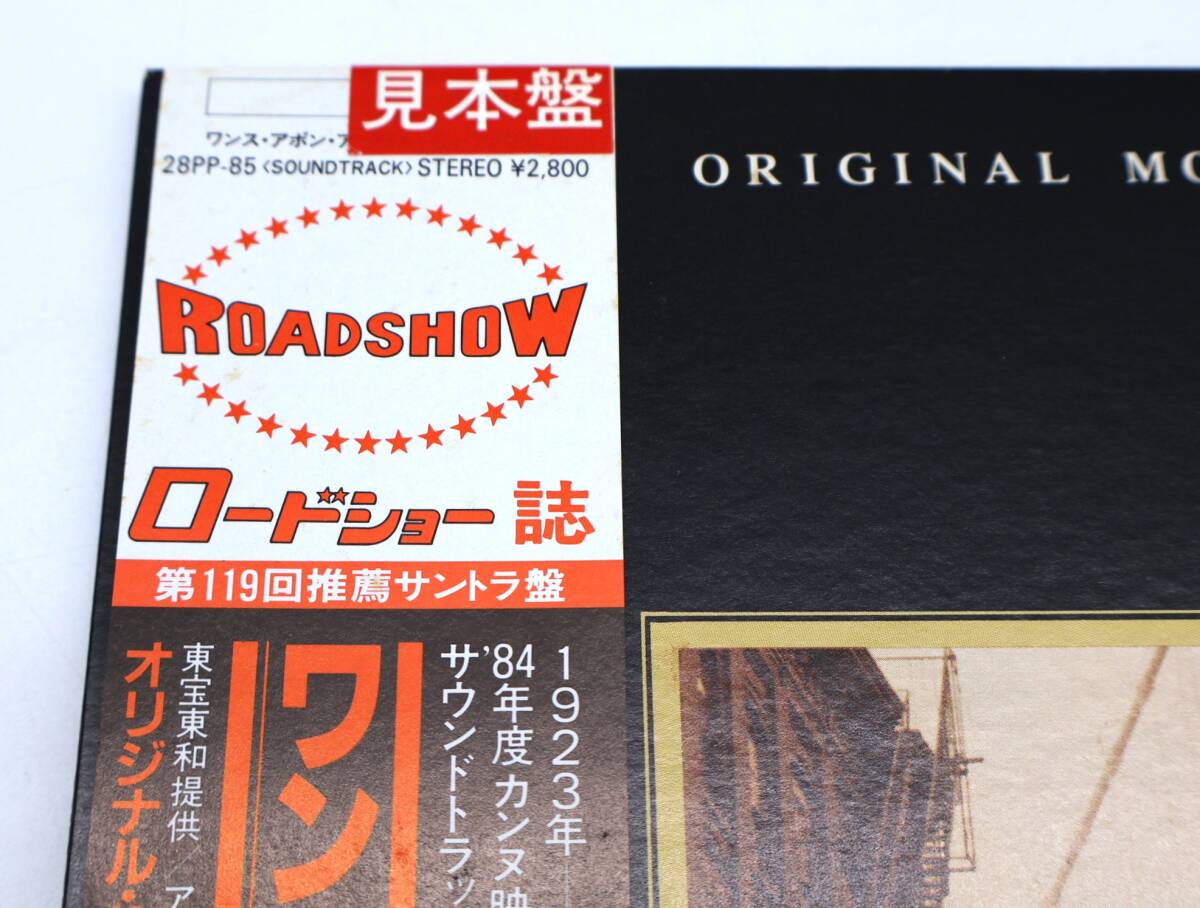 見本盤
ワンス・アポン・ア
28PP-85〈SOUNDTRACK〉STEREO ¥2,800
ROADSHOW
ロードショー 誌
第119回推薦サントラ盤
1923年
'84年度カンヌ映
サウンドトラッ
ワン
東宝東和提供/ア
オリジナル・
ORIGINAL MO